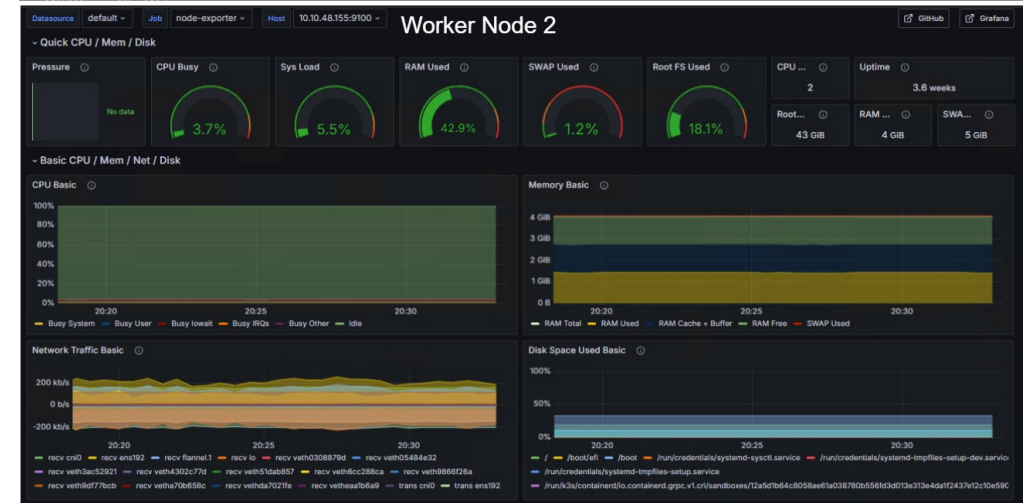 Datasource default Job node-exporter Host 10.10.48.155:9100 Worker Node 2 GitHub Grafana
Quick CPU / Mem / Disk
Pressure CPU Busy Sys Load RAM Used SWAP Used Root FS Used CPU ... Uptime
No data 3.7% 5.5% 42.9% 1.2% 18.1% 2 3.6 weeks
Root... RAM ... SWA...
43 GiB 4 GiB 5 GiB
Basic CPU / Mem / Net / Disk
CPU Basic
100%
80%
60%
40%
20%
0%
20:20 20:25 20:30
Busy System Busy User Busy Iowait Busy IRQs Busy Other Idle
Memory Basic
4 GiB
3 GiB
2 GiB
1 GiB
0 B
20:20 20:25 20:30
RAM Total RAM Used RAM Cache + Buffer RAM Free SWAP Used
Network Traffic Basic
200 kb/s
0 b/s
-200 kb/s
20:20 20:25 20:30
recv cni0 recv ens192 recv flannel.1 recv lo recv veth0308879d recv veth05484e32
recv veth3ac52921 recv veth4302c77d recv veth51dab857 recv veth6cc288ca recv veth9866f26a
recv veth9df77bcb recv vetha70b658c recv vethda7021fe recv vetheaa1b6a9 trans cni0 trans ens192
Disk Space Used Basic
100%
50%
0%
20:20 20:25 20:30
/ /boot/efi /boot /run/credentials/systemd-sysctl.service /run/credentials/systemd-tmpfiles-setup-dev.service
/run/credentials/systemd-tmpfiles-setup.service
/run/k3s/containerd/io.containerd.grpc.v1.cri/sandboxes/12a5d1b64c8058ae61a038780b556fd3d013e313e4da1f2437e12c10e590